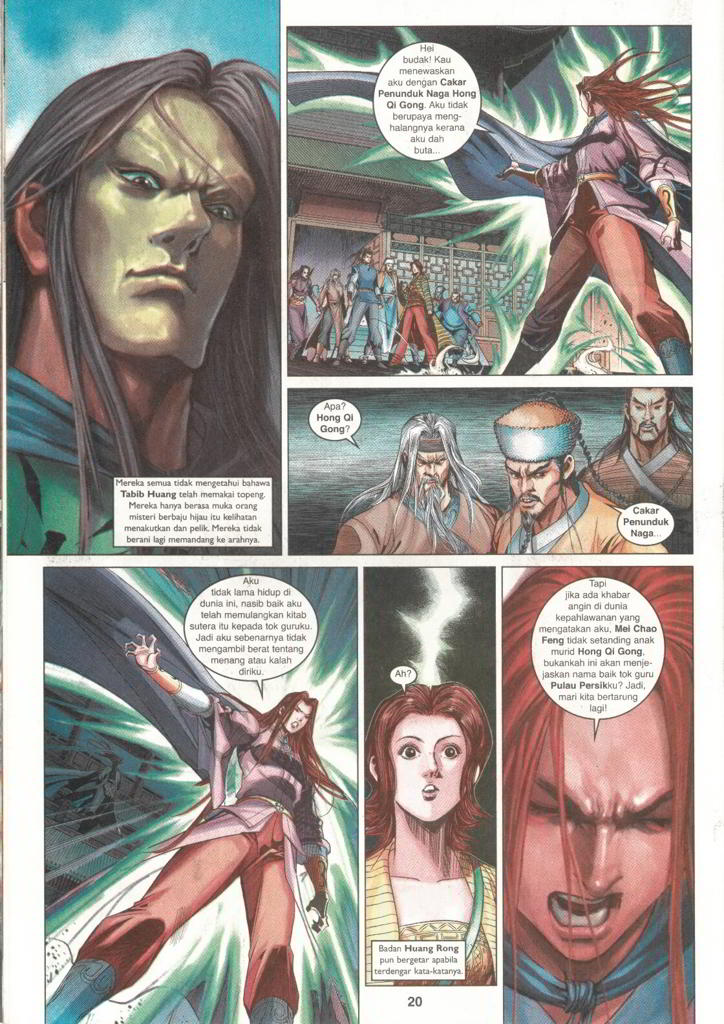 Mereka semua tidak mengetahui bahawa
Tabib Huang telah memakai topeng.
Mereka hanya berasa muka orang
misteri berbaju hijau itu kelihatan
menakutkan dan pelik. Mereka tidak
berani lagi memandang ke arahnya.
Hei
budak! Kau
menewaskan
aku dengan Cakar
Penunduk Naga Hong
Qi Gong. Aku tidak
berupaya meng-
halangnya kerana
aku dah
buta...
Apa?
Hong Qi
Gong?
Cakar
Penunduk
Naga...
Aku
tidak lama hidup di
dunia ini, nasib baik aku
telah memulangkan kitab
sutera itu kepada tok guruku.
Jadi aku sebenarnya tidak
mengambil berat tentang
menang atau kalah
diriku.
Ah?
Badan Huang Rong
pun bergetar apabila
terdengar kata-katanya.
Tapi
jika ada khabar
angin di dunia
kepahlawanan yang
mengatakan aku, Mei Chao
Feng tidak setanding anak
murid Hong Qi Gong,
bukankah ini akan menje-
jaskan nama baik tok guru
Pulau Persikku? Jadi,
mari kita bertarung
lagi!
20